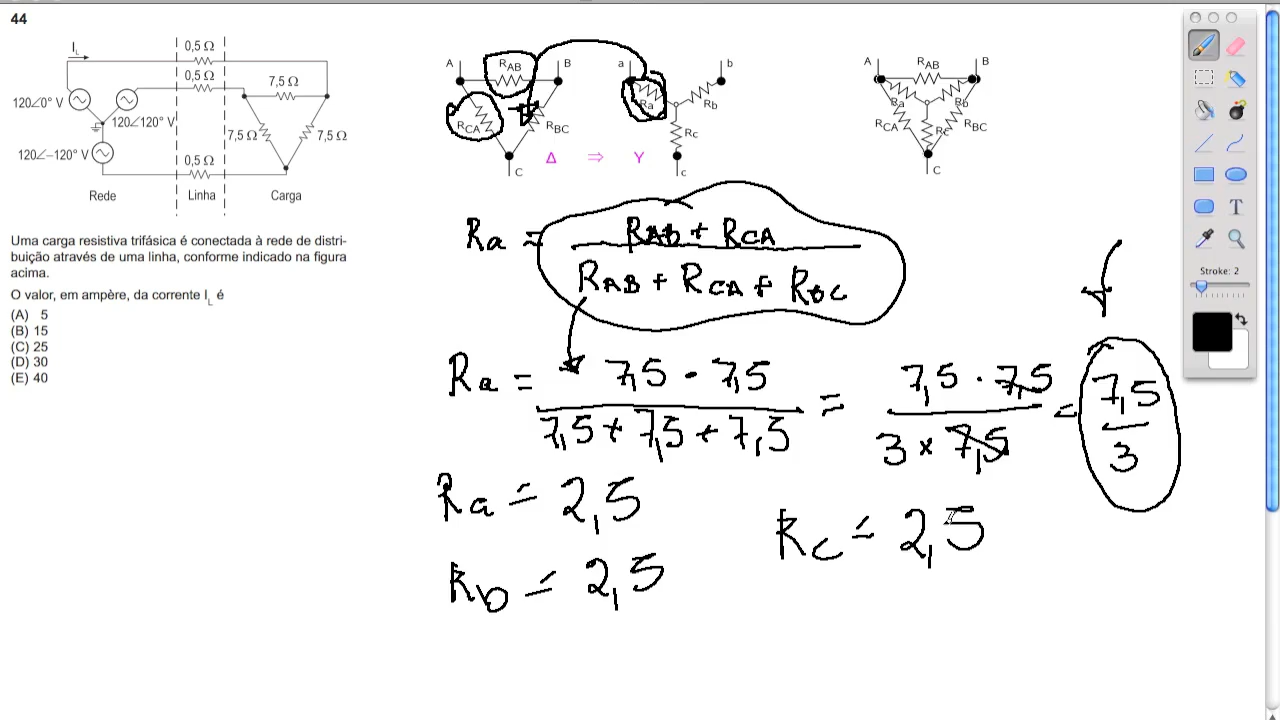 44
I_L
0,5 Ω
0,5 Ω
7,5 Ω
120∠0° V
120∠120° V
7,5 Ω
7,5 Ω
120∠−120° V
0,5 Ω
Rede
Linha
Carga
Uma carga resistiva trifásica é conectada à rede de distri-
buição através de uma linha, conforme indicado na figura
acima.
O valor, em ampère, da corrente I_L é
(A) 5
(B) 15
(C) 25
(D) 30
(E) 40
A
R_AB
B
R_CA
R_BC
C
Δ ⇒ Y
a
b
Ra
Rb
Rc
c
A
R_AB
B
Ra
Rb
R_CA
Rc
R_BC
C
Ra = (R_AB + R_CA) / (R_AB + R_CA + R_BC)
Ra = (7,5 · 7,5) / (7,5 + 7,5 + 7,5) = (7,5 · 7,5) / (3 × 7,5) = 7,5 / 3
Ra = 2,5
Rb = 2,5
Rc = 2,5
Stroke: 2
T